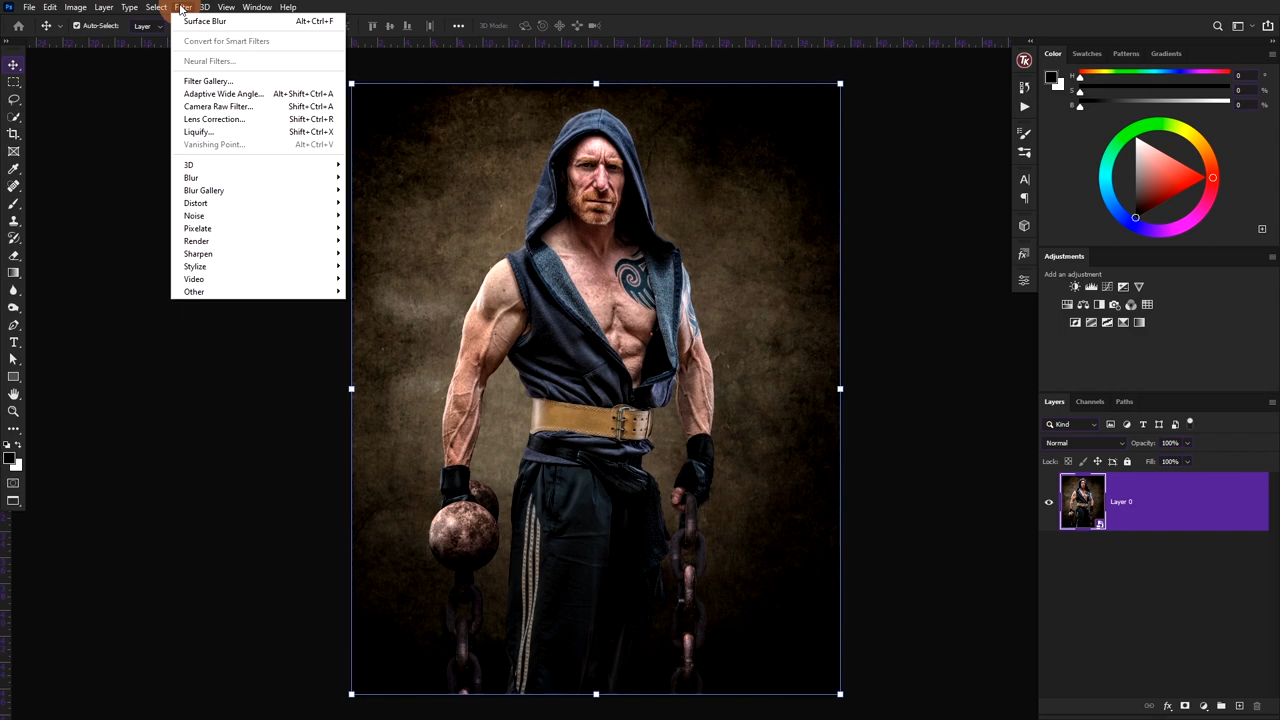 Ps File Edit Image Layer Type Select Filter 3D View Window Help
Auto-Select: Layer 3D Mode:
Surface Blur Alt+Ctrl+F
Convert for Smart Filters
Neural Filters...
Filter Gallery...
Adaptive Wide Angle... Alt+Shift+Ctrl+A
Camera Raw Filter... Shift+Ctrl+A
Lens Correction... Shift+Ctrl+R
Liquify... Shift+Ctrl+X
Vanishing Point... Alt+Ctrl+V
3D
Blur
Blur Gallery
Distort
Noise
Pixelate
Render
Sharpen
Stylize
Video
Other
Color Swatches Patterns Gradients
H 0
S 0 %
B 0 %
Adjustments
Add an adjustment
Layers Channels Paths
Kind
Normal Opacity: 100%
Lock: Fill: 100%
Layer 0